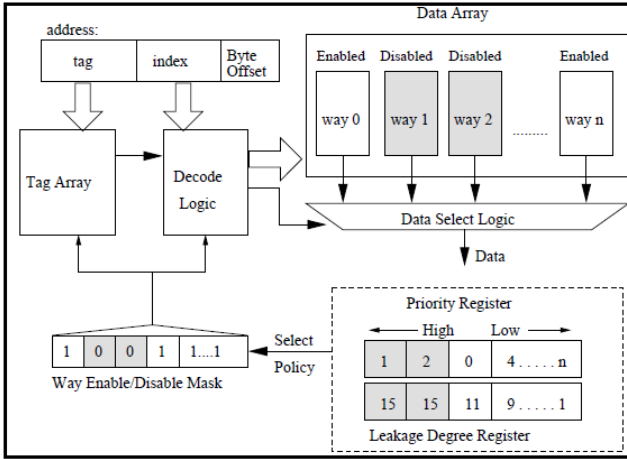 Data Array
address:
tag index Byte Offset
Enabled Disabled Disabled Enabled
way 0 way 1 way 2 ......... way n
Tag Array
Decode Logic
Data Select Logic
Data
Priority Register
High Low
1 2 0 4 . . . . . n
15 15 11 9 . . . . . 1
Leakage Degree Register
Select
Policy
1 0 0 1 1....1
Way Enable/Disable Mask